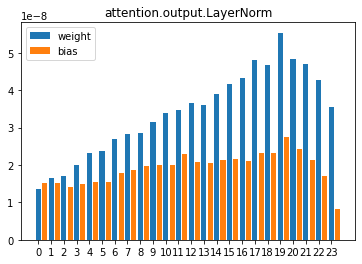 attention.output.LayerNorm
1e−8
weight
bias
5
4
3
2
1
0
0 1 2 3 4 5 6 7 8 9 10 11 12 13 14 15 16 17 18 19 20 21 22 23